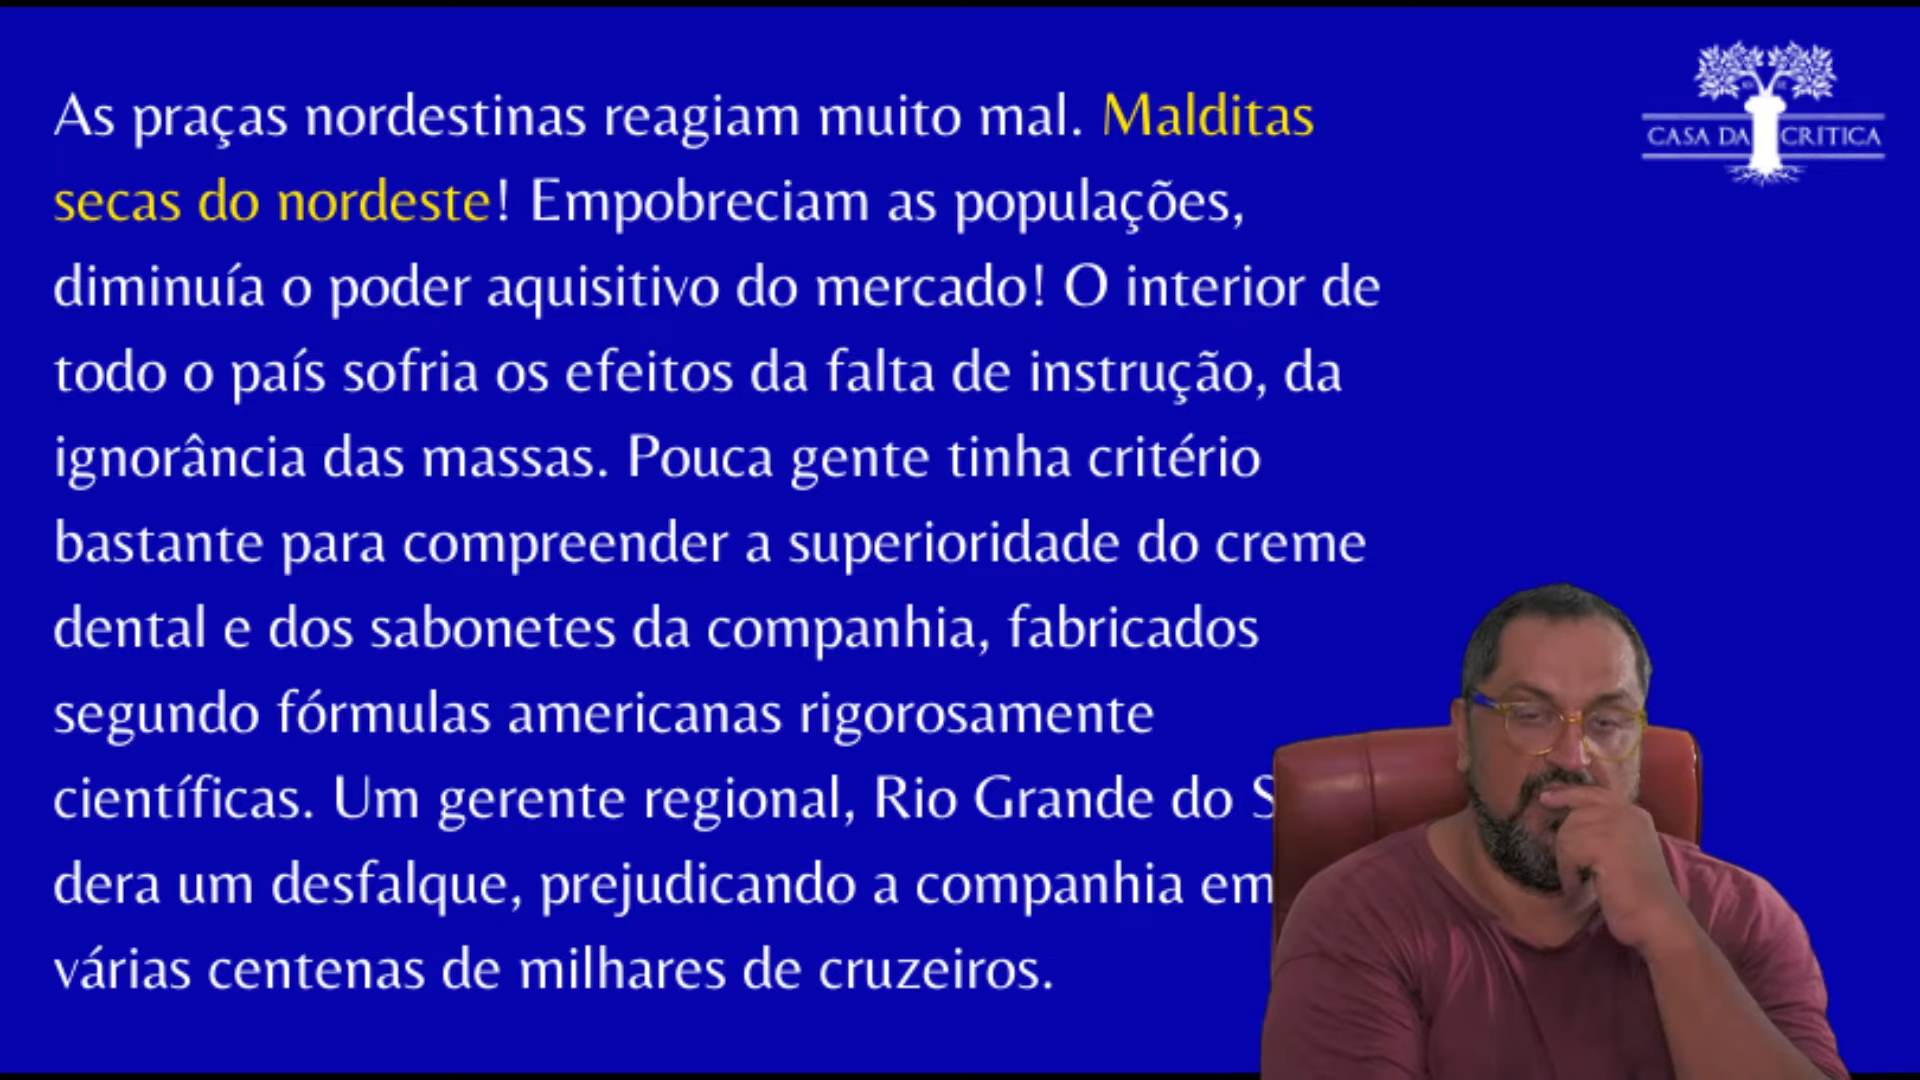 As praças nordestinas reagiam muito mal. Malditas
secas do nordeste! Empobreciam as populações,
diminuía o poder aquisitivo do mercado! O interior de
todo o país sofria os efeitos da falta de instrução, da
ignorância das massas. Pouca gente tinha critério
bastante para compreender a superioridade do creme
dental e dos sabonetes da companhia, fabricados
segundo fórmulas americanas rigorosamente
científicas. Um gerente regional, Rio Grande do
dera um desfalque, prejudicando a companhia em
várias centenas de milhares de cruzeiros.
CASA DA CRÍTICA